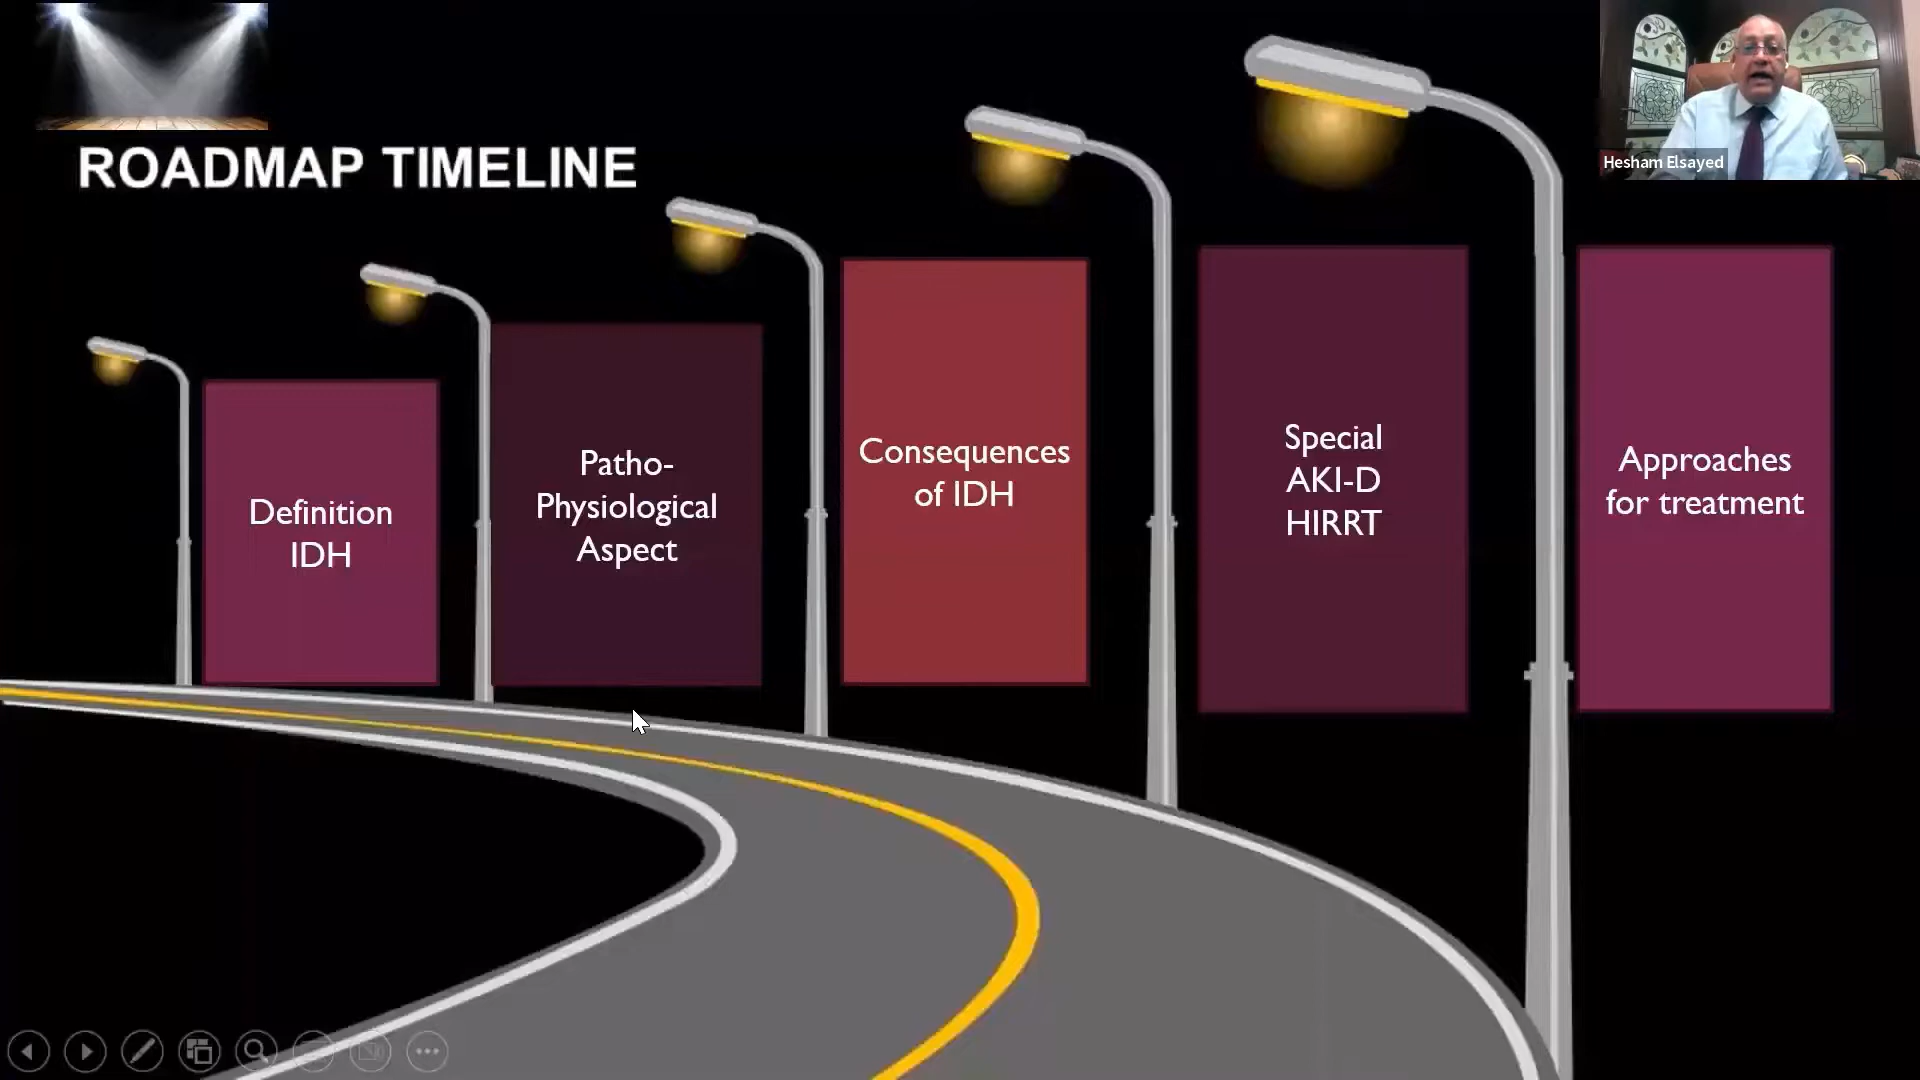 Hesham Elsayed
ROADMAP TIMELINE
Definition
IDH
Patho-
Physiological
Aspect
Consequences
of IDH
Special
AKI-D
HIRRT
Approaches
for treatment